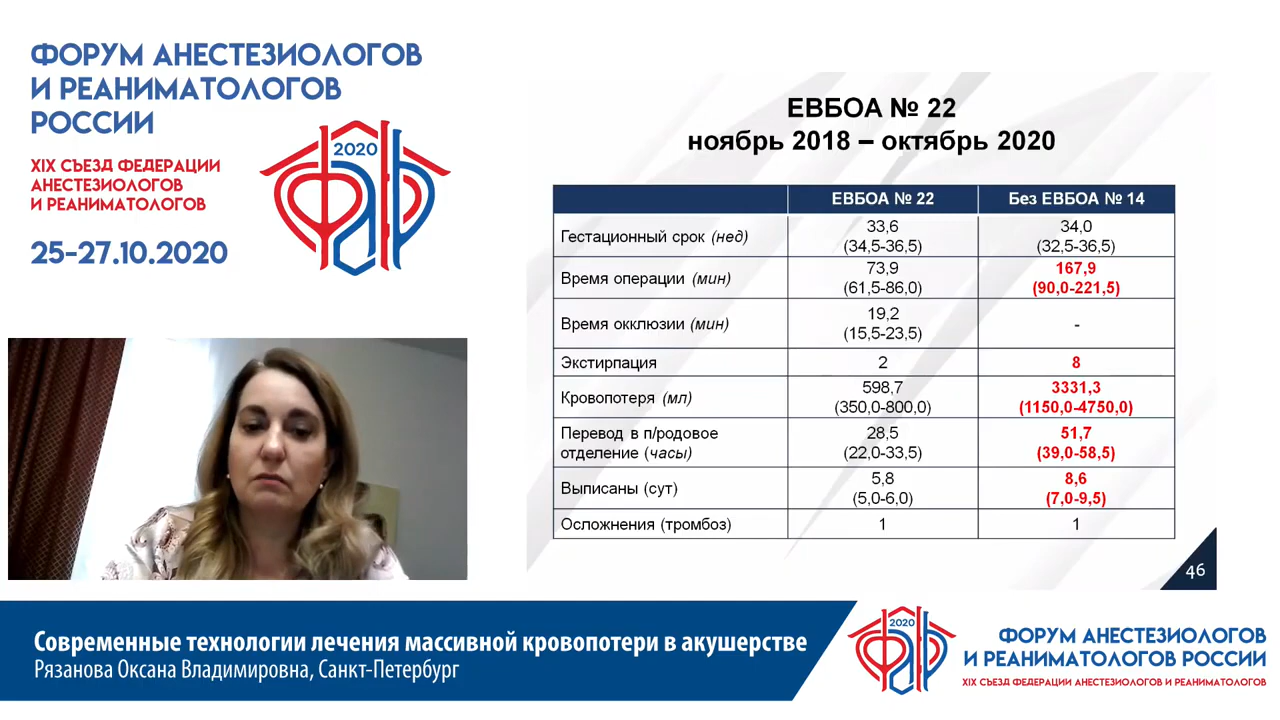 ФОРУМ АНЕСТЕЗИОЛОГОВ
И РЕАНИМАТОЛОГОВ
РОССИИ
XIX СЪЕЗД ФЕДЕРАЦИИ
АНЕСТЕЗИОЛОГОВ
И РЕАНИМАТОЛОГОВ
25-27.10.2020
2020
ЕВБОА № 22
ноябрь 2018 – октябрь 2020
ЕВБОА № 22 Без ЕВБОА № 14
Гестационный срок (нед) 33,6 (34,5-36,5) 34,0 (32,5-36,5)
Время операции (мин) 73,9 (61,5-86,0) 167,9 (90,0-221,5)
Время окклюзии (мин) 19,2 (15,5-23,5) -
Экстирпация 2 8
Кровопотеря (мл) 598,7 (350,0-800,0) 3331,3 (1150,0-4750,0)
Перевод в п/родовое отделение (часы) 28,5 (22,0-33,5) 51,7 (39,0-58,5)
Выписаны (сут) 5,8 (5,0-6,0) 8,6 (7,0-9,5)
Осложнения (тромбоз) 1 1
46
Современные технологии лечения массивной кровопотери в акушерстве
Рязанова Оксана Владимировна, Санкт-Петербург
2020
ФОРУМ АНЕСТЕЗИОЛОГОВ
И РЕАНИМАТОЛОГОВ РОССИИ
XIX СЪЕЗД ФЕДЕРАЦИИ АНЕСТЕЗИОЛОГОВ И РЕАНИМАТОЛОГОВ